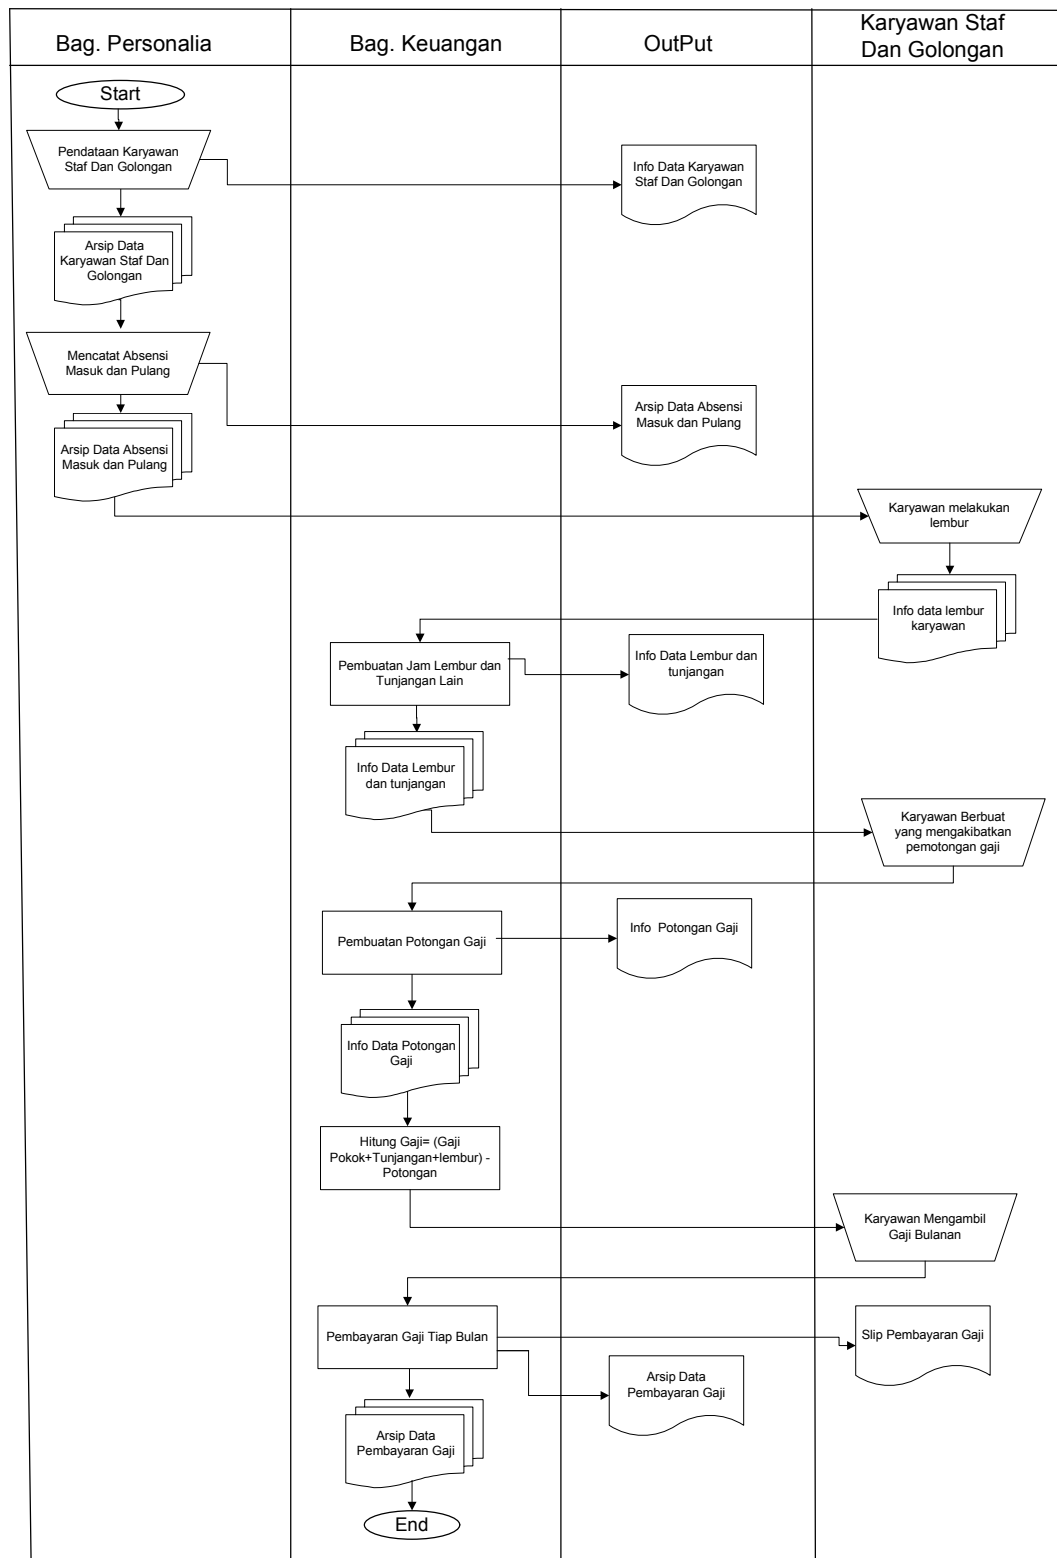 Bag. Personalia
Bag. Keuangan
OutPut
Karyawan Staf
Dan Golongan
Start
Pendataan Karyawan
Staf Dan Golongan
Info Data Karyawan
Staf Dan Golongan
Arsip Data
Karyawan Staf Dan
Golongan
Mencatat Absensi
Masuk dan Pulang
Arsip Data Absensi
Masuk dan Pulang
Arsip Data Absensi
Masuk dan Pulang
Karyawan melakukan
lembur
Info data lembur
karyawan
Pembuatan Jam Lembur dan
Tunjangan Lain
Info Data Lembur dan
tunjangan
Info Data Lembur
dan tunjangan
Karyawan Berbuat
yang mengakibatkan
pemotongan gaji
Pembuatan Potongan Gaji
Info Potongan Gaji
Info Data Potongan
Gaji
Hitung Gaji= (Gaji
Pokok+Tunjangan+lembur) -
Potongan
Karyawan Mengambil
Gaji Bulanan
Pembayaran Gaji Tiap Bulan
Slip Pembayaran Gaji
Arsip Data
Pembayaran Gaji
Arsip Data
Pembayaran Gaji
End